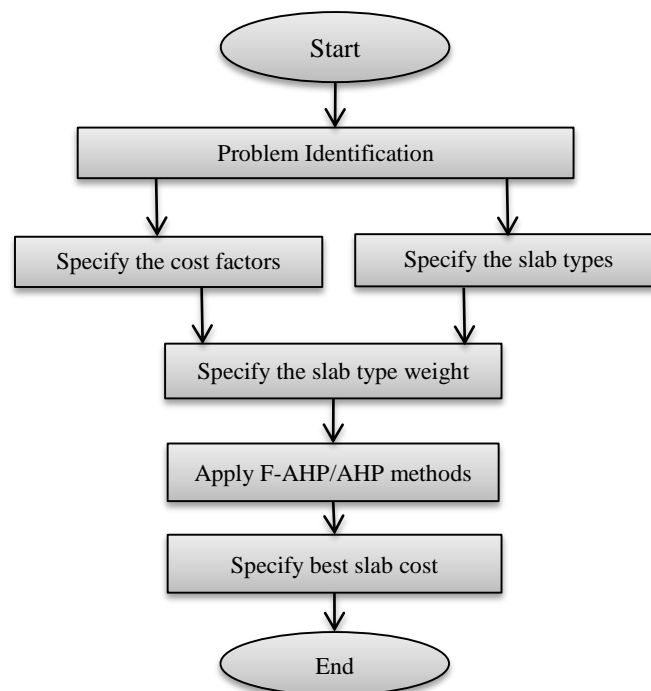 Start
Problem Identification
Specify the cost factors
Specify the slab types
Specify the slab type weight
Apply F-AHP/AHP methods
Specify best slab cost
End